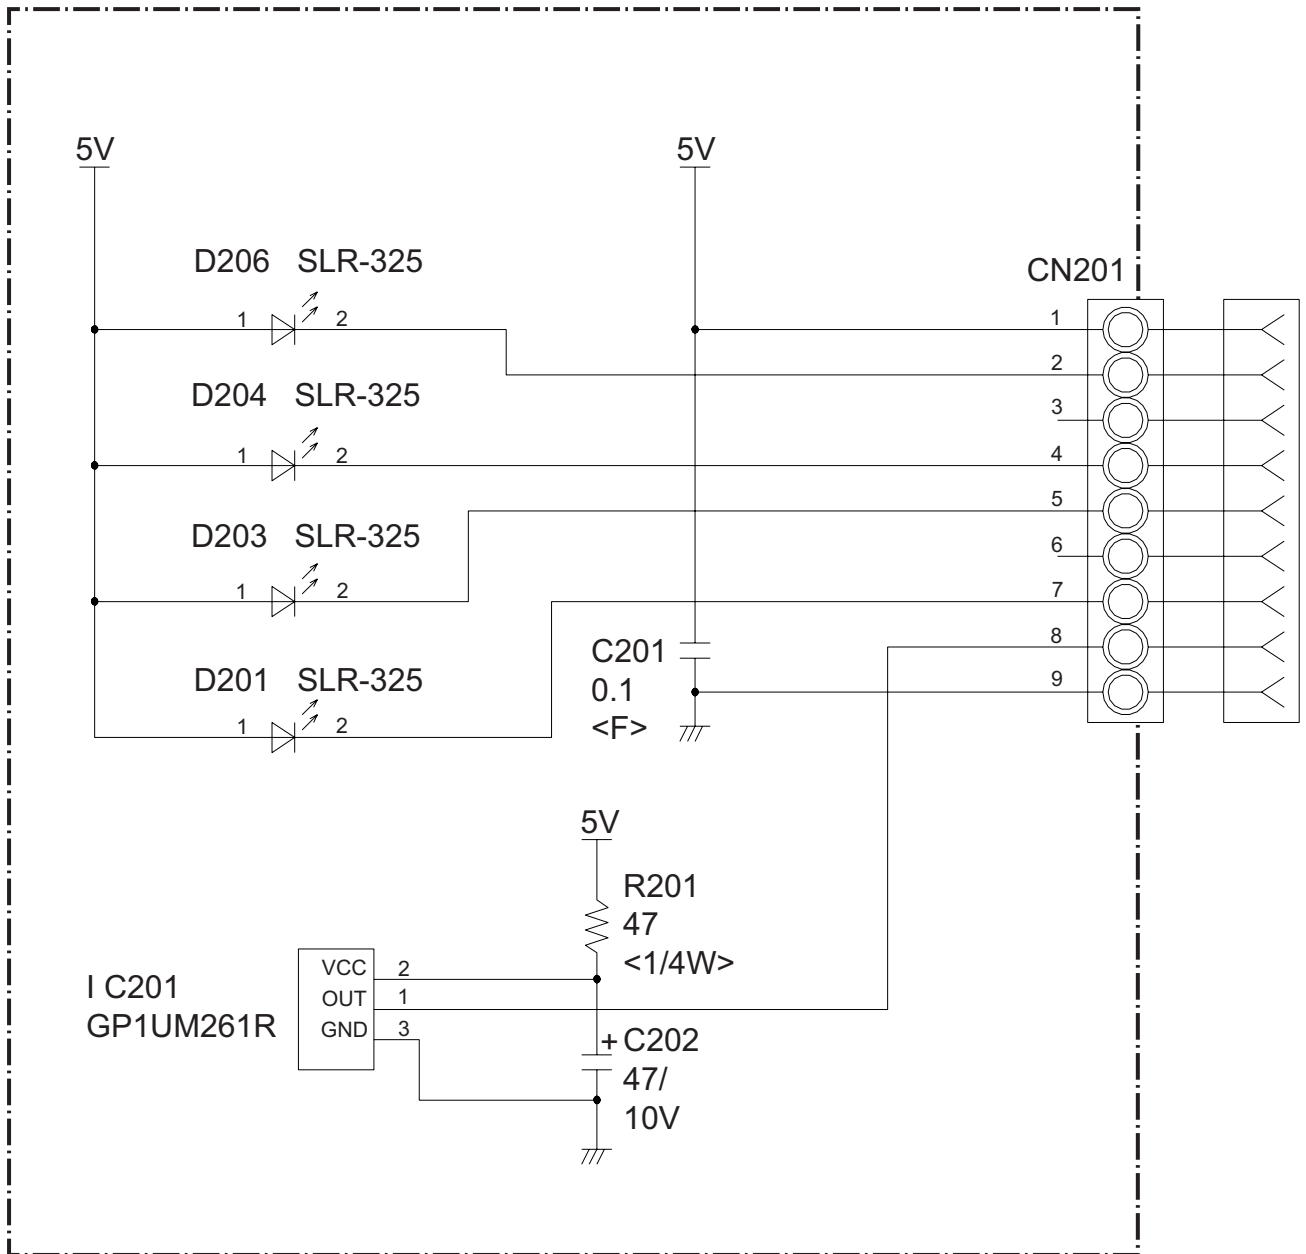 5V
5V
D206 SLR-325
CN201
1 2
1
2
D204 SLR-325
3
1 2
4
5
D203 SLR-325
6
1 2
7
8
C201
0.1
<F>
9
D201 SLR-325
1 2
5V
R201
47
<1/4W>
I C201
GP1UM261R
VCC 2
OUT 1
GND 3
+ C202
47/
10V